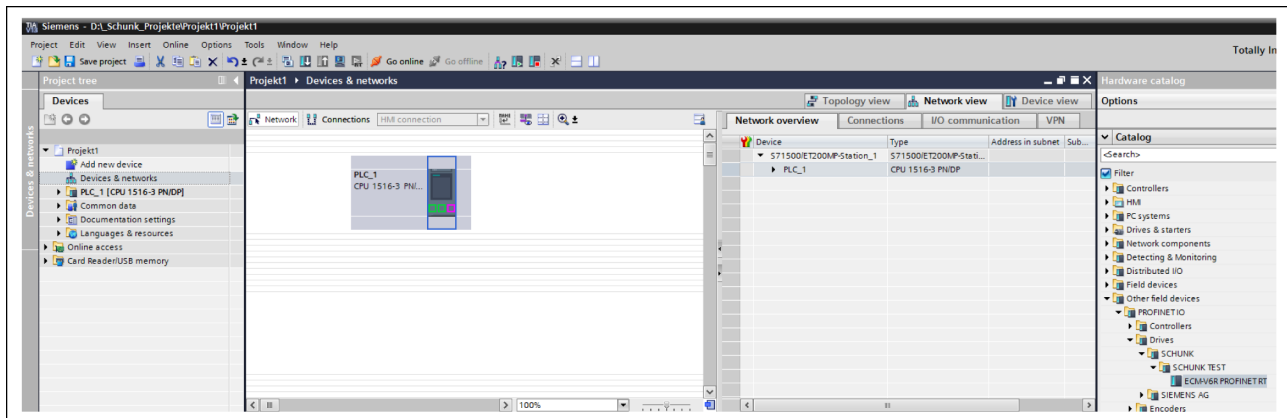 Siemens - D:\_Schunk_Projekte\Projekt1\Projekt1
Project Edit View Insert Online Options Tools Window Help
Totally In
Save project Go online Go offline
Project tree
Projekt1 ▸ Devices & networks
Hardware catalog
Devices
Topology view Network view Device view
Options
Network Connections HMI connection
Network overview Connections I/O communication VPN
Devices & networks
Projekt1
Add new device
Devices & networks
PLC_1 [CPU 1516-3 PN/DP]
Common data
Documentation settings
Languages & resources
Online access
Card Reader/USB memory
PLC_1
CPU 1516-3 PN/...
100%
Device Type Address in subnet Sub...
S71500/ET200MP-Station_1 S71500/ET200MP-Stati...
PLC_1 CPU 1516-3 PN/DP
Catalog
<Search>
Filter
Controllers
HMI
PC systems
Drives & starters
Network components
Detecting & Monitoring
Distributed I/O
Field devices
Other field devices
PROFINET IO
Controllers
Drives
SCHUNK
SCHUNK TEST
ECM-V6R PROFINET RT
SIEMENS AG
Encoders